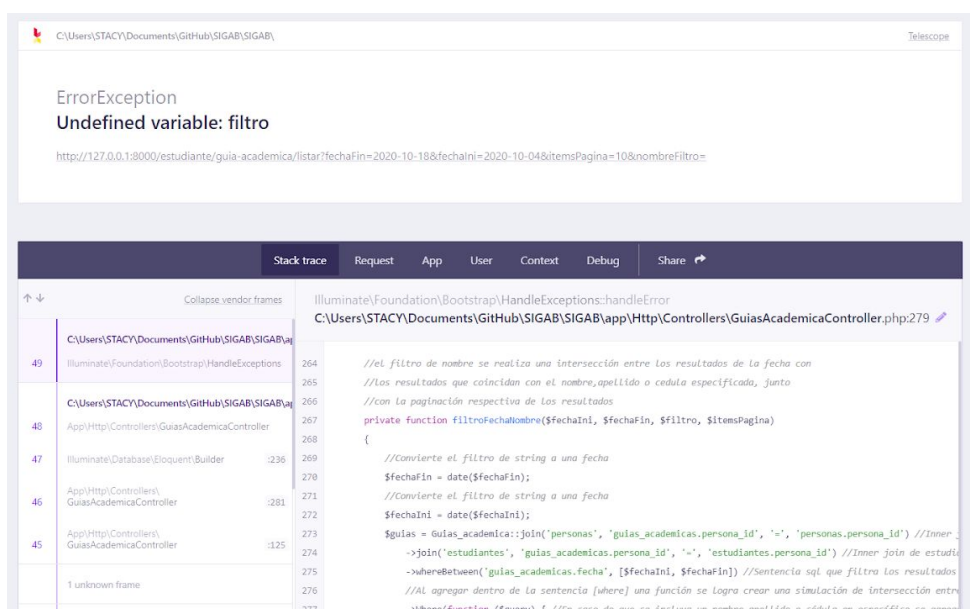 C:\Users\STACY\Documents\GitHub\SIGAB\SIGAB\
Telescope
ErrorException
Undefined variable: filtro
http://127.0.0.1:8000/estudiante/guia-academica/listar?fechaFin=2020-10-18&fechaIni=2020-10-04&itemsPagina=10&nombreFiltro=
Stack trace Request App User Context Debug Share
Collapse vendor frames
C:\Users\STACY\Documents\GitHub\SIGAB\SIGAB\ap
49 Illuminate\Foundation\Bootstrap\HandleExceptions
C:\Users\STACY\Documents\GitHub\SIGAB\SIGAB\ap
48 App\Http\Controllers\GuiasAcademicaController
47 Illuminate\Database\Eloquent\Builder :236
App\Http\Controllers\
46 GuiasAcademicaController :281
App\Http\Controllers\
45 GuiasAcademicaController :125
1 unknown frame
Illuminate\Foundation\Bootstrap\HandleExceptions::handleError
C:\Users\STACY\Documents\GitHub\SIGAB\SIGAB\app\Http\Controllers\GuiasAcademicaController.php:279
264 //el filtro de nombre se realiza una intersección entre los resultados de la fecha con
265 //los resultados que coincidan con el nombre,apellido o cedula especificada, junto
266 //con la paginación respectiva de los resultados
267 private function filtroFechaNombre($fechaIni, $fechaFin, $filtro, $itemsPagina)
268 {
269 //Convierte el filtro de string a una fecha
270 $fechaFin = date($fechaFin);
271 //Convierte el filtro de string a una fecha
272 $fechaIni = date($fechaIni);
273 $guias = Guias_academica::join('personas', 'guias_academicas.persona_id', '=', 'personas.persona_id') //Inner
274 ->join('estudiantes', 'guias_academicas.persona_id', '=', 'estudiantes.persona_id') //Inner join de estudi
275 ->whereBetween('guias_academicas.fecha', [$fechaIni, $fechaFin]) //Sentencia sql que filtra los resultados
276 //Al agregar dentro de la sentencia [where] una función se logra crear una simulación de intersección entr